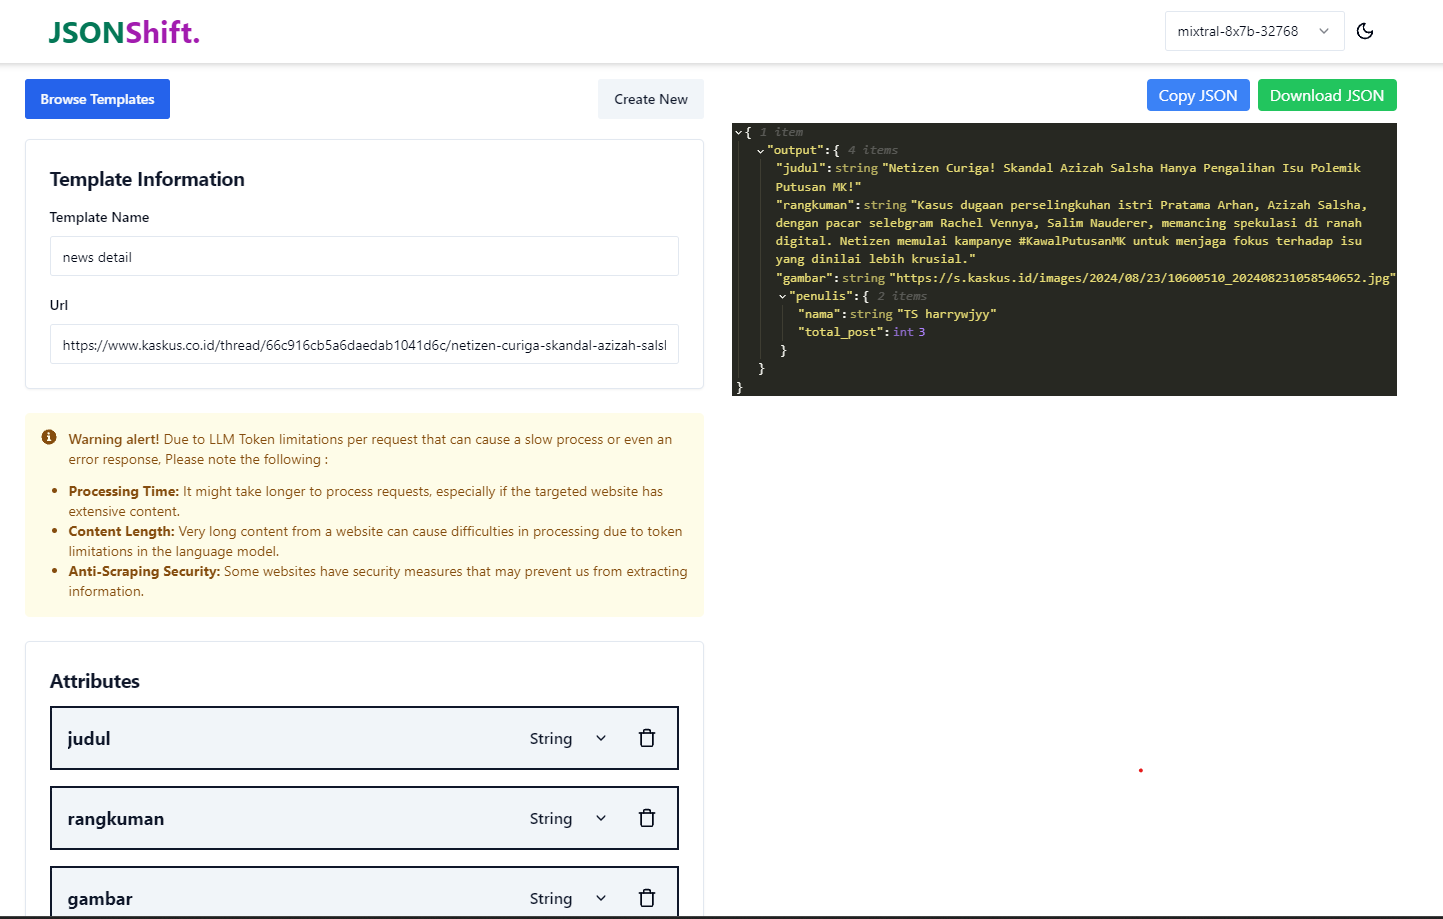 JSONShift.
mixtral-8x7b-32768
Browse Templates
Create New
Template Information
Template Name
news detail
Url
https://www.kaskus.co.id/thread/66c916cb5a6daedab1041d6c/netizen-curiga-skandal-azizah-salsh
Warning alert! Due to LLM Token limitations per request that can cause a slow process or even an
error response, Please note the following :
• Processing Time: It might take longer to process requests, especially if the targeted website has
extensive content.
• Content Length: Very long content from a website can cause difficulties in processing due to token
limitations in the language model.
• Anti-Scraping Security: Some websites have security measures that may prevent us from extracting
information.
Attributes
judul String
rangkuman String
gambar String
Copy JSON
Download JSON
{ 1 item
"output":{ 4 items
"judul":string "Netizen Curiga! Skandal Azizah Salsha Hanya Pengalihan Isu Polemik
Putusan MK!"
"rangkuman":string "Kasus dugaan perselingkuhan istri Pratama Arhan, Azizah Salsha,
dengan pacar selebgram Rachel Vennya, Salim Nauderer, memancing spekulasi di ranah
digital. Netizen memulai kampanye #KawalPutusanMK untuk menjaga fokus terhadap isu
yang dinilai lebih krusial."
"gambar":string "https://s.kaskus.id/images/2024/08/23/10600510_202408231058540652.jpg"
"penulis":{ 2 items
"nama":string "TS harrywjyy"
"total_post":int 3
}
}
}